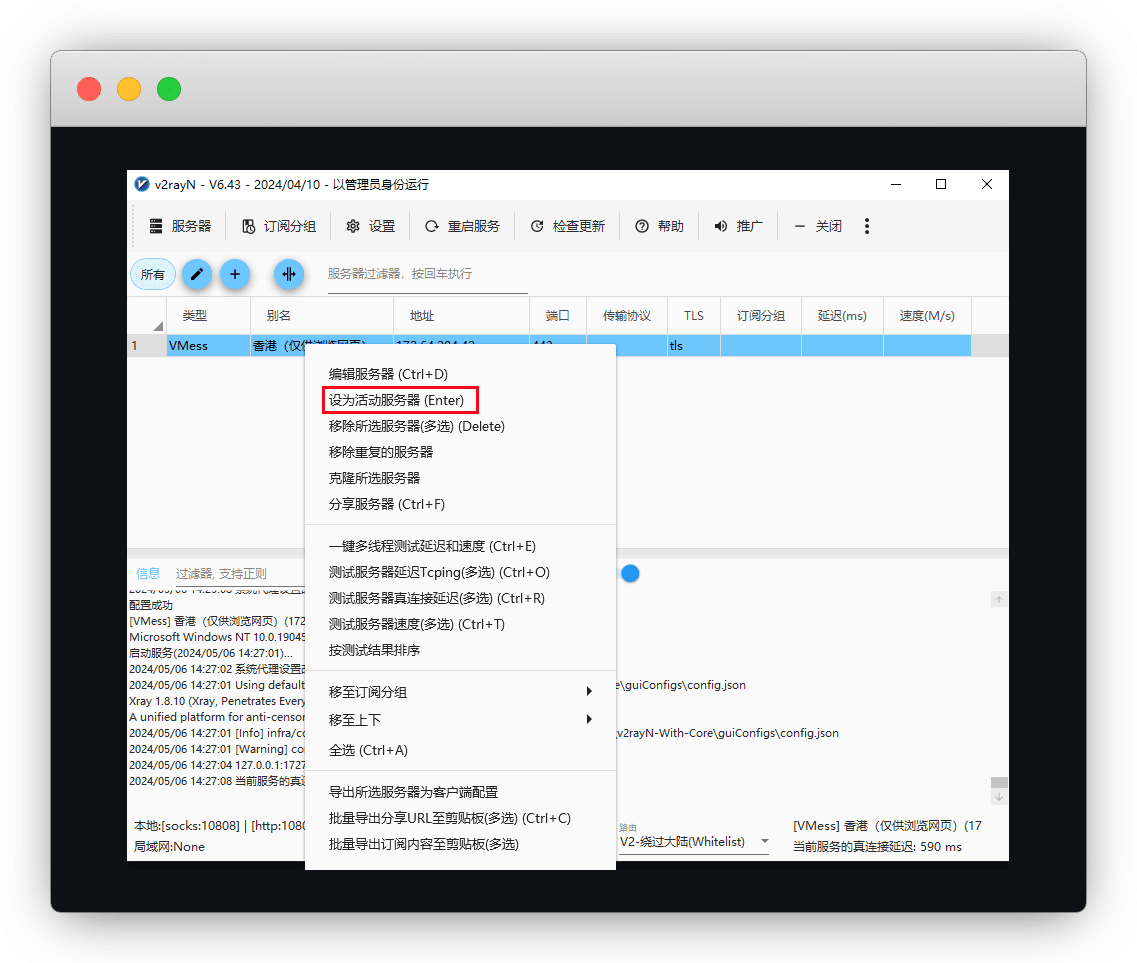 v2rayN - V6.43 - 2024/04/10 - 以管理员身份运行
服务器 订阅分组 设置 重启服务 检查更新 帮助 推广 关闭
所有 服务器过滤器，按回车执行
类型 别名 地址 端口 传输协议 TLS 订阅分组 延迟(ms) 速度(M/s)
1 VMess 香港（仅供浏览网页） tls
编辑服务器 (Ctrl+D)
设为活动服务器 (Enter)
移除所选服务器(多选) (Delete)
移除重复的服务器
克隆所选服务器
分享服务器 (Ctrl+F)
一键多线程测试延迟和速度 (Ctrl+E)
测试服务器延迟Tcping(多选) (Ctrl+O)
测试服务器真连接延迟(多选) (Ctrl+R)
测试服务器速度(多选) (Ctrl+T)
按测试结果排序
移至订阅分组
移至上下
全选 (Ctrl+A)
导出所选服务器为客户端配置
批量导出分享URL至剪贴板(多选) (Ctrl+C)
批量导出订阅内容至剪贴板(多选)
信息 过滤器, 支持正则
配置成功
[VMess] 香港（仅供浏览网页）(172
Microsoft Windows NT 10.0.19045
启动服务(2024/05/06 14:27:01)...
2024/05/06 14:27:02 系统代理设置
2024/05/06 14:27:01 Using default \guiConfigs\config.json
Xray 1.8.10 (Xray, Penetrates Every
A unified platform for anti-censor
2024/05/06 14:27:01 [Info] infra/co v2rayN-With-Core\guiConfigs\config.json
2024/05/06 14:27:01 [Warning] co
2024/05/06 14:27:04 127.0.0.1:1727
2024/05/06 14:27:08 当前服务的真
本地:[socks:10808] | [http:1080
局域网:None
路由
V2-绕过大陆(Whitelist)
[VMess] 香港（仅供浏览网页）(17
当前服务的真连接延迟: 590 ms